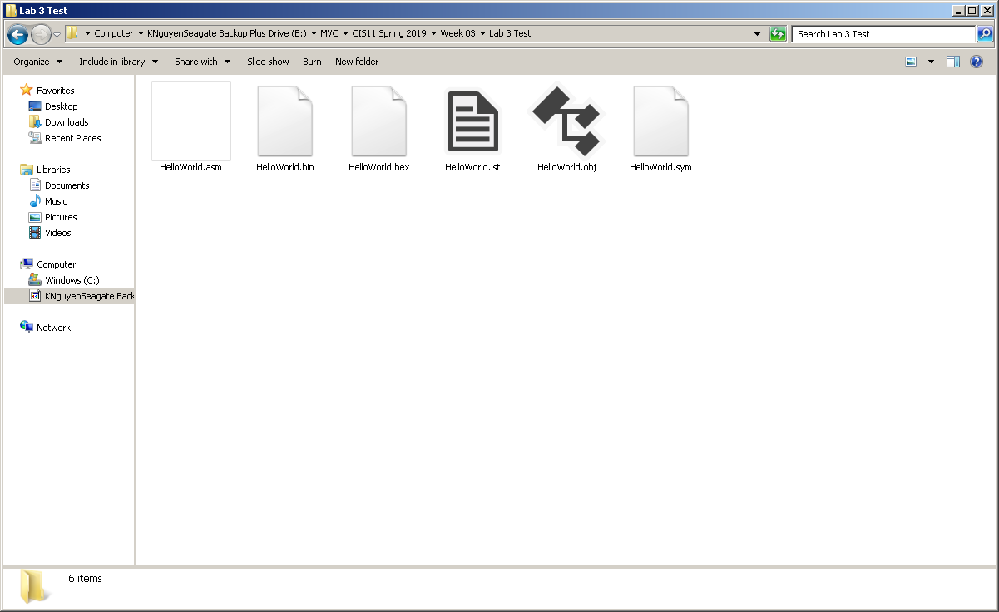 Lab 3 Test
Computer KNguyenSeagate Backup Plus Drive (E:) MVC CIS11 Spring 2019 Week 03 Lab 3 Test Search Lab 3 Test
Organize Include in library Share with Slide show Burn New folder
Favorites
Desktop
Downloads
Recent Places
Libraries
Documents
Music
Pictures
Videos
Computer
Windows (C:)
KNguyenSeagate Back
Network
HelloWorld.asm HelloWorld.bin HelloWorld.hex HelloWorld.lst HelloWorld.obj HelloWorld.sym
6 items